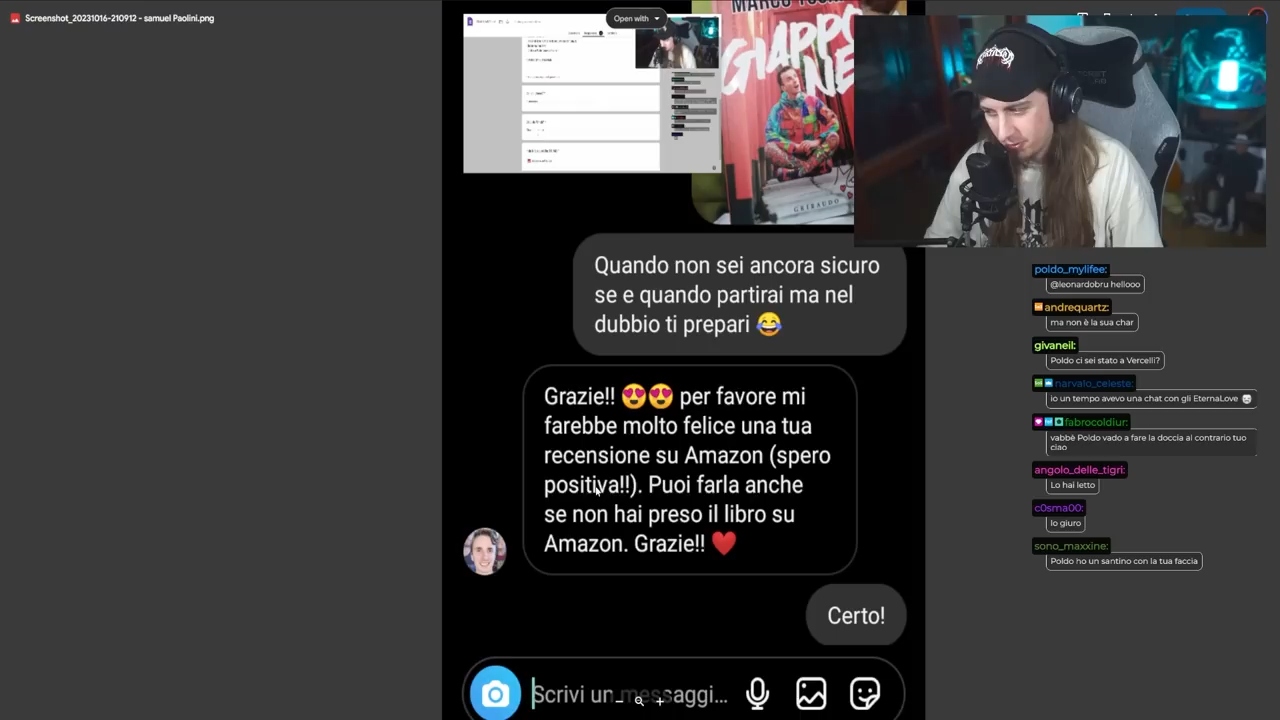 Screenshot_20231016-210912 - samuel Paolini.png
Open with
MARCO TOGNI
GIAPPO
NE
GRIBAUDO
Quando non sei ancora sicuro
se e quando partirai ma nel
dubbio ti prepari 😂
Grazie!! 😍😍 per favore mi
farebbe molto felice una tua
recensione su Amazon (spero
positiva!!). Puoi farla anche
se non hai preso il libro su
Amazon. Grazie!! ❤️
Certo!
Scrivi un messaggi...
poldo_mylifee:
@leonardobru hellooo
andrequartz:
ma non è la sua char
givaneil:
Poldo ci sei stato a Vercelli?
narvalo_celeste:
io un tempo avevo una chat con gli EternaLove
fabrocoldiur:
vabbè Poldo vado a fare la doccia al contrario tuo
ciao
angolo_delle_tigri:
Lo hai letto
c0sma00:
lo giuro
sono_maxxine:
Poldo ho un santino con la tua faccia